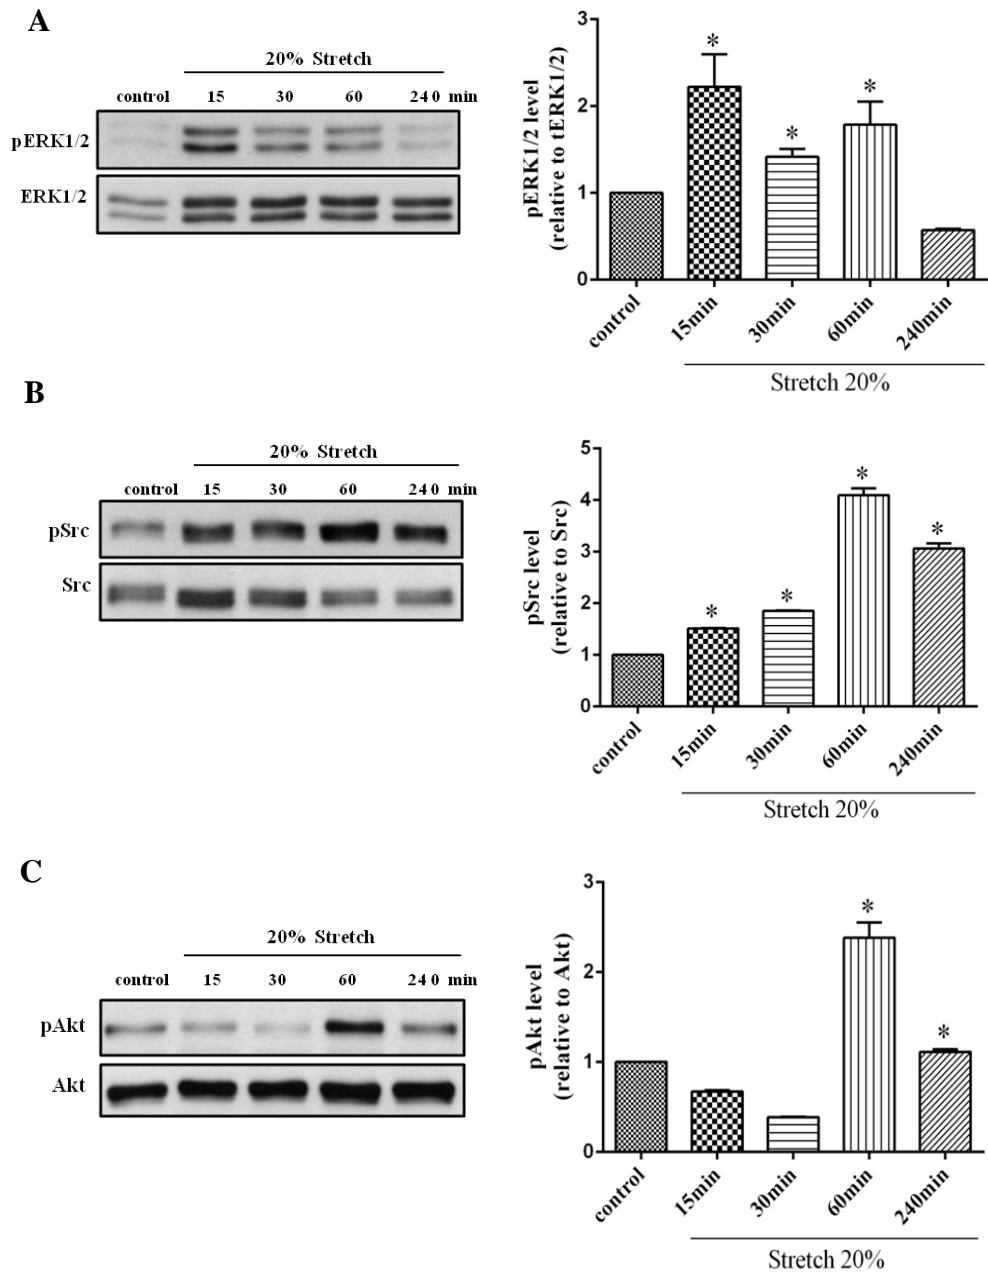 A
20% Stretch
control 15 30 60 240 min
pERK1/2
ERK1/2
pERK1/2 level
(relative to tERK1/2)
3
2
1
0
* * *
control 15min 30min 60min 240min
Stretch 20%
B
20% Stretch
control 15 30 60 240 min
pSrc
Src
pSrc level
(relative to Src)
5
4
3
2
1
0
* * * *
control 15min 30min 60min 240min
Stretch 20%
C
20% Stretch
control 15 30 60 240 min
pAkt
Akt
pAkt level
(relative to Akt)
3
2
1
0
* *
control 15min 30min 60min 240min
Stretch 20%